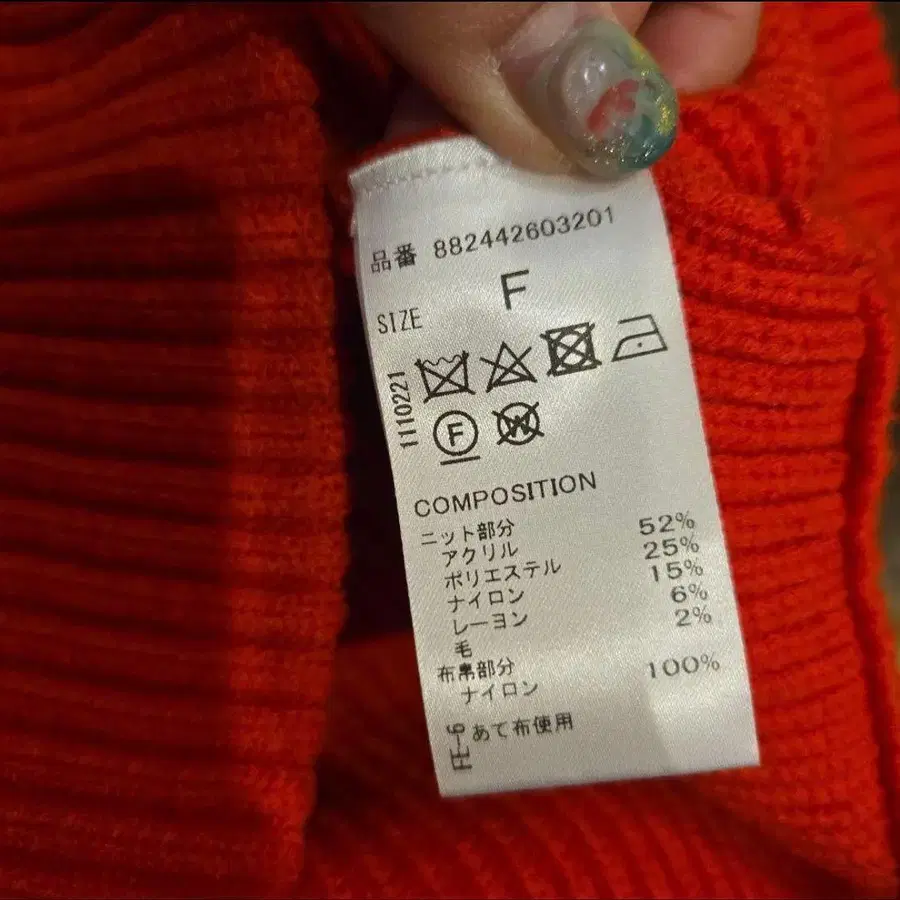 品番 882442603201
SIZE F
1110221
F
W
COMPOSITION
ニット部分
アクリル 52%
ポリエステル 25%
ナイロン 15%
レーヨン 6%
毛 2%
布帛部分
ナイロン 100%
FE-6
あて布使用